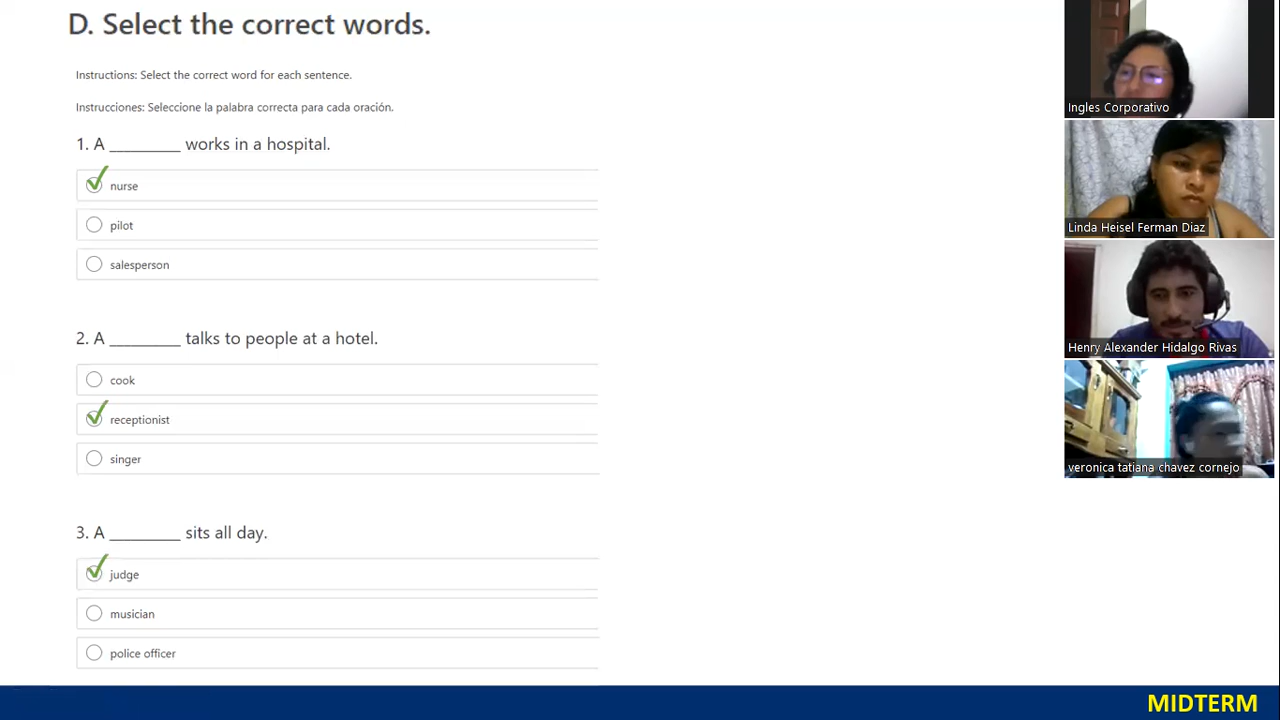 D. Select the correct words.
Instructions: Select the correct word for each sentence.
Instrucciones: Seleccione la palabra correcta para cada oración.
1. A _________ works in a hospital.
nurse
pilot
salesperson
2. A _________ talks to people at a hotel.
cook
receptionist
singer
3. A _________ sits all day.
judge
musician
police officer
MIDTERM
Ingles Corporativo
Linda Heisel Ferman Diaz
Henry Alexander Hidalgo Rivas
veronica tatiana chavez cornejo